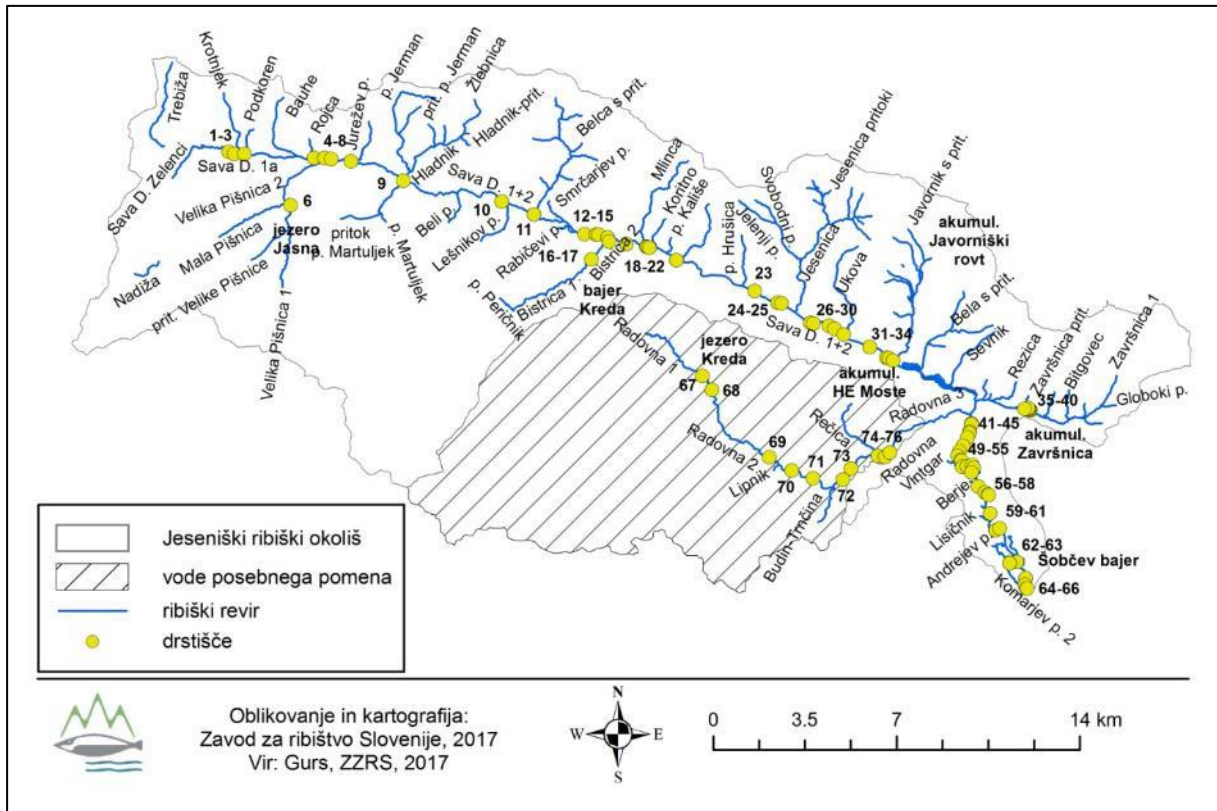 Trebiža
Krotnjek
Podkoren
Bauhe
Rojca
Jurežev p.
p. Jerman
prit. p. Jerman
Žlebnica
Hladnik-prit.
Hladnik
Belca s prit.
Smrčarjev p.
Mlinca
Koritno
p. Kališe
p. Hrušica
Jelenji p.
Svobodni p.
Jesenica pritoki
Jesenica
Ukova
Javornik s prit.
akumul.
Javorniški
rovt
Bela s prit.
Sevnik
Rezica
Završnica prit.
Bitgovec
Završnica 1
Globoki p.
1-3
4-8
Sava D. 1a
Sava D. Zelenci
Velika Pišnica 2
6
9
Mala Pišnica
jezero
Jasna
pritok
p. Martuljek
p. Martuljek
Nadiža
prit. Velike Pišnice
Velika Pišnica 1
Beli p.
Sava D. 1+2
10
Lešnikov p.
11
Rabičevi p.
12-15
16-17
Bistrica 2
18-22
Bistrica 1
p. Peričnik
bajer
Kreda
23
24-25
Sava D. 1+2
26-30
31-34
akumul.
HE Moste
Radovna 1
jezero
Kreda
67
68
Radovna 2
69
Lipnik
70
71
72
Budin-Trnčina
73
Rečica
74-76
Radovna 3
Radovna
Vintgar
35-40
akumul.
Završnica
41-45
49-55
Berje
56-58
Lisičnik
59-61
Andrejev p.
62-63
Šobčev bajer
64-66
Komarjev p. 2
Jeseniški ribiški okoliš
vode posebnega pomena
ribiški revir
drstišče
Oblikovanje in kartografija:
Zavod za ribištvo Slovenije, 2017
Vir: Gurs, ZZRS, 2017
N
W
E
S
0 3.5 7 14 km